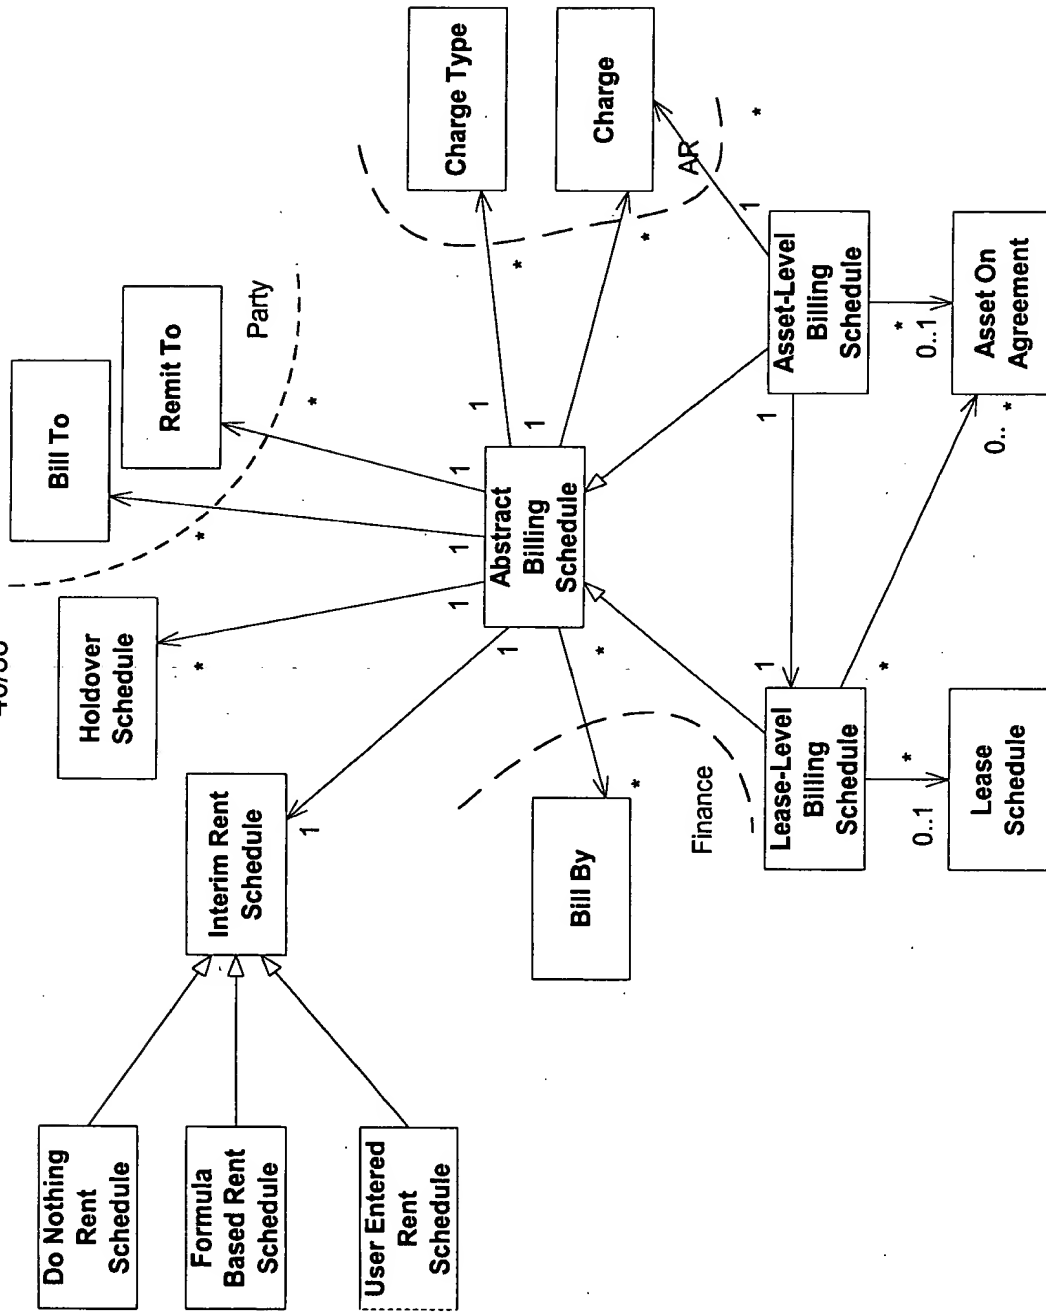 Do Nothing
Rent
Schedule
Holdover
Schedule
Bill To
Formula
Based Rent
Schedule
Interim Rent
Schedule
Remit To
*
*
Party
*
1
User Entered
Rent
Schedule
1
1
1
1
1
1
Abstract
Billing
Schedule
Charge Type
*
*
*
Bill By
Charge
*
AR
*
Finance
1
1
1
Lease-Level
Billing
Schedule
Asset-Level
Billing
Schedule
*
*
*
0..1
0..1
0.. *
Lease
Schedule
Asset On
Agreement